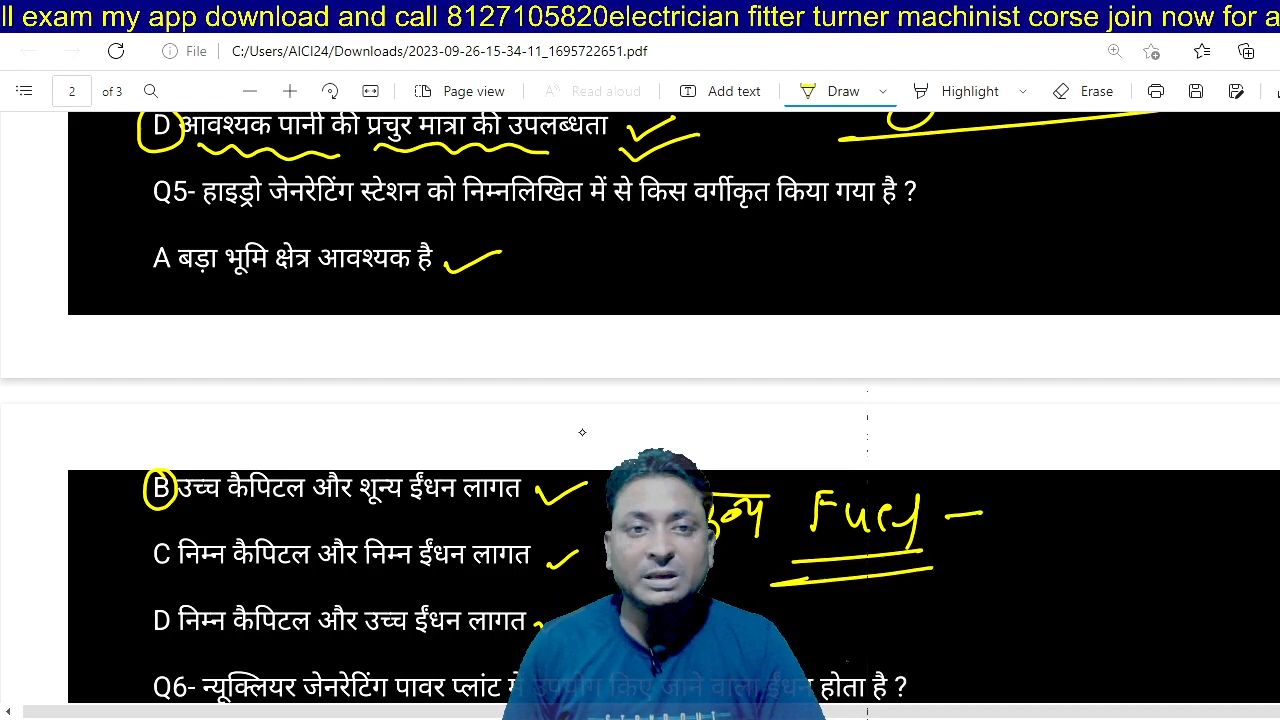 ll exam my app download and call 8127105820electrician fitter turner machinist corse join now for a
File C:/Users/AICI24/Downloads/2023-09-26-15-34-11_1695722651.pdf
2 of 3 Page view Read aloud Add text Draw Highlight Erase
D आवश्यक पानी की प्रचुर मात्रा की उपलब्धता
Q5- हाइड्रो जेनरेटिंग स्टेशन को निम्नलिखित में से किस वर्गीकृत किया गया है ?
A बड़ा भूमि क्षेत्र आवश्यक है
B उच्च कैपिटल और शून्य ईंधन लागत
Fuel
C निम्न कैपिटल और निम्न ईंधन लागत
D निम्न कैपिटल और उच्च ईंधन लागत
Q6- न्यूक्लियर जेनरेटिंग पावर प्लांट में उपयोग किए जाने वाला ईंधन होता है ?